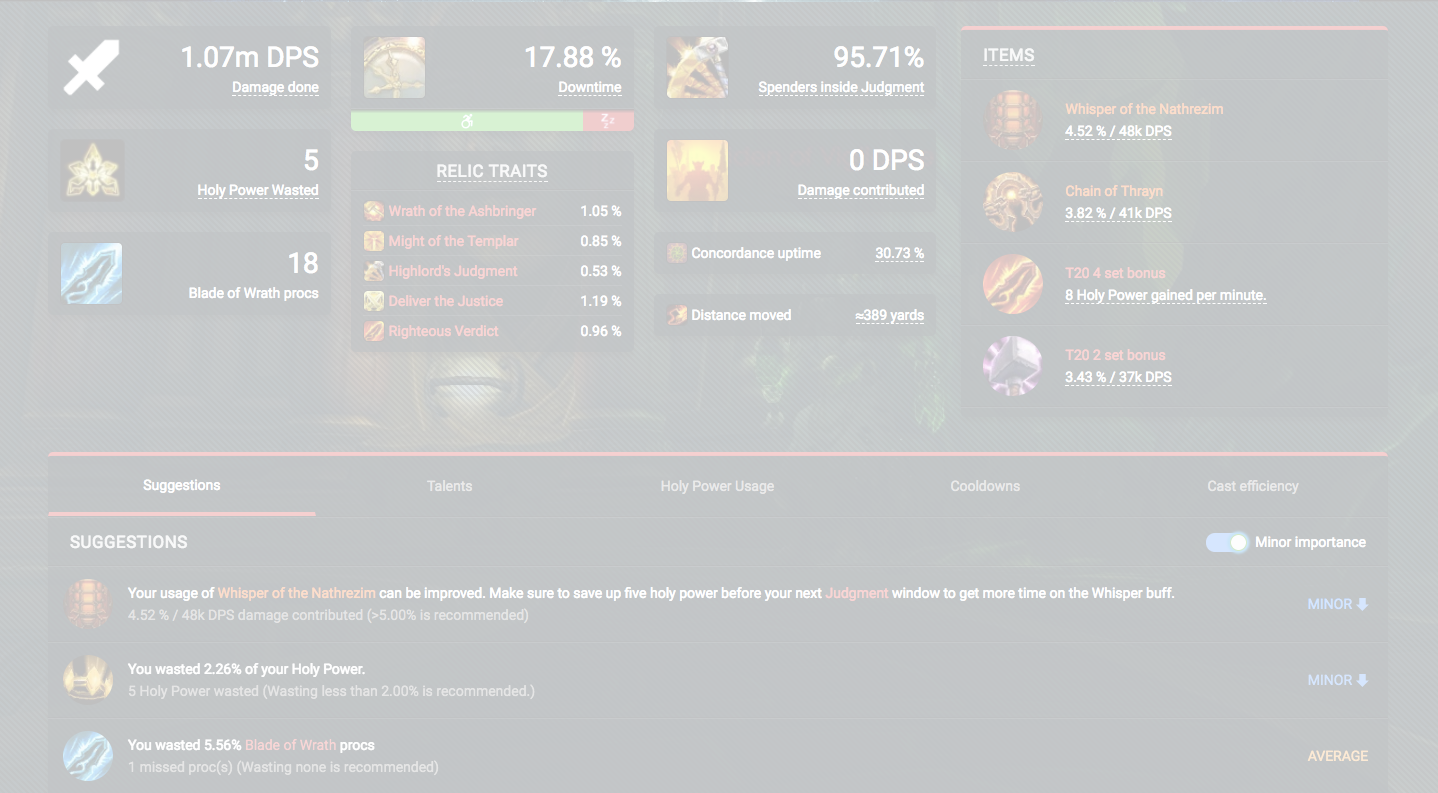 1.07m DPS
Damage done
5
Holy Power Wasted
18
Blade of Wrath procs
17.88 %
Downtime
RELIC TRAITS
Wrath of the Ashbringer 1.05 %
Might of the Templar 0.85 %
Highlord's Judgment 0.53 %
Deliver the Justice 1.19 %
Righteous Verdict 0.96 %
95.71%
Spenders inside Judgment
0 DPS
Damage contributed
Concordance uptime 30.73 %
Distance moved ≈389 yards
ITEMS
Whisper of the Nathrezim
4.52 % / 48k DPS
Chain of Thrayn
3.82 % / 41k DPS
T20 4 set bonus
8 Holy Power gained per minute.
T20 2 set bonus
3.43 % / 37k DPS
Suggestions Talents Holy Power Usage Cooldowns Cast efficiency
SUGGESTIONS Minor importance
Your usage of Whisper of the Nathrezim can be improved. Make sure to save up five holy power before your next Judgment window to get more time on the Whisper buff.
4.52 % / 48k DPS damage contributed (>5.00% is recommended)
MINOR
You wasted 2.26% of your Holy Power.
5 Holy Power wasted (Wasting less than 2.00% is recommended.)
MINOR
You wasted 5.56% Blade of Wrath procs
1 missed proc(s) (Wasting none is recommended)
AVERAGE